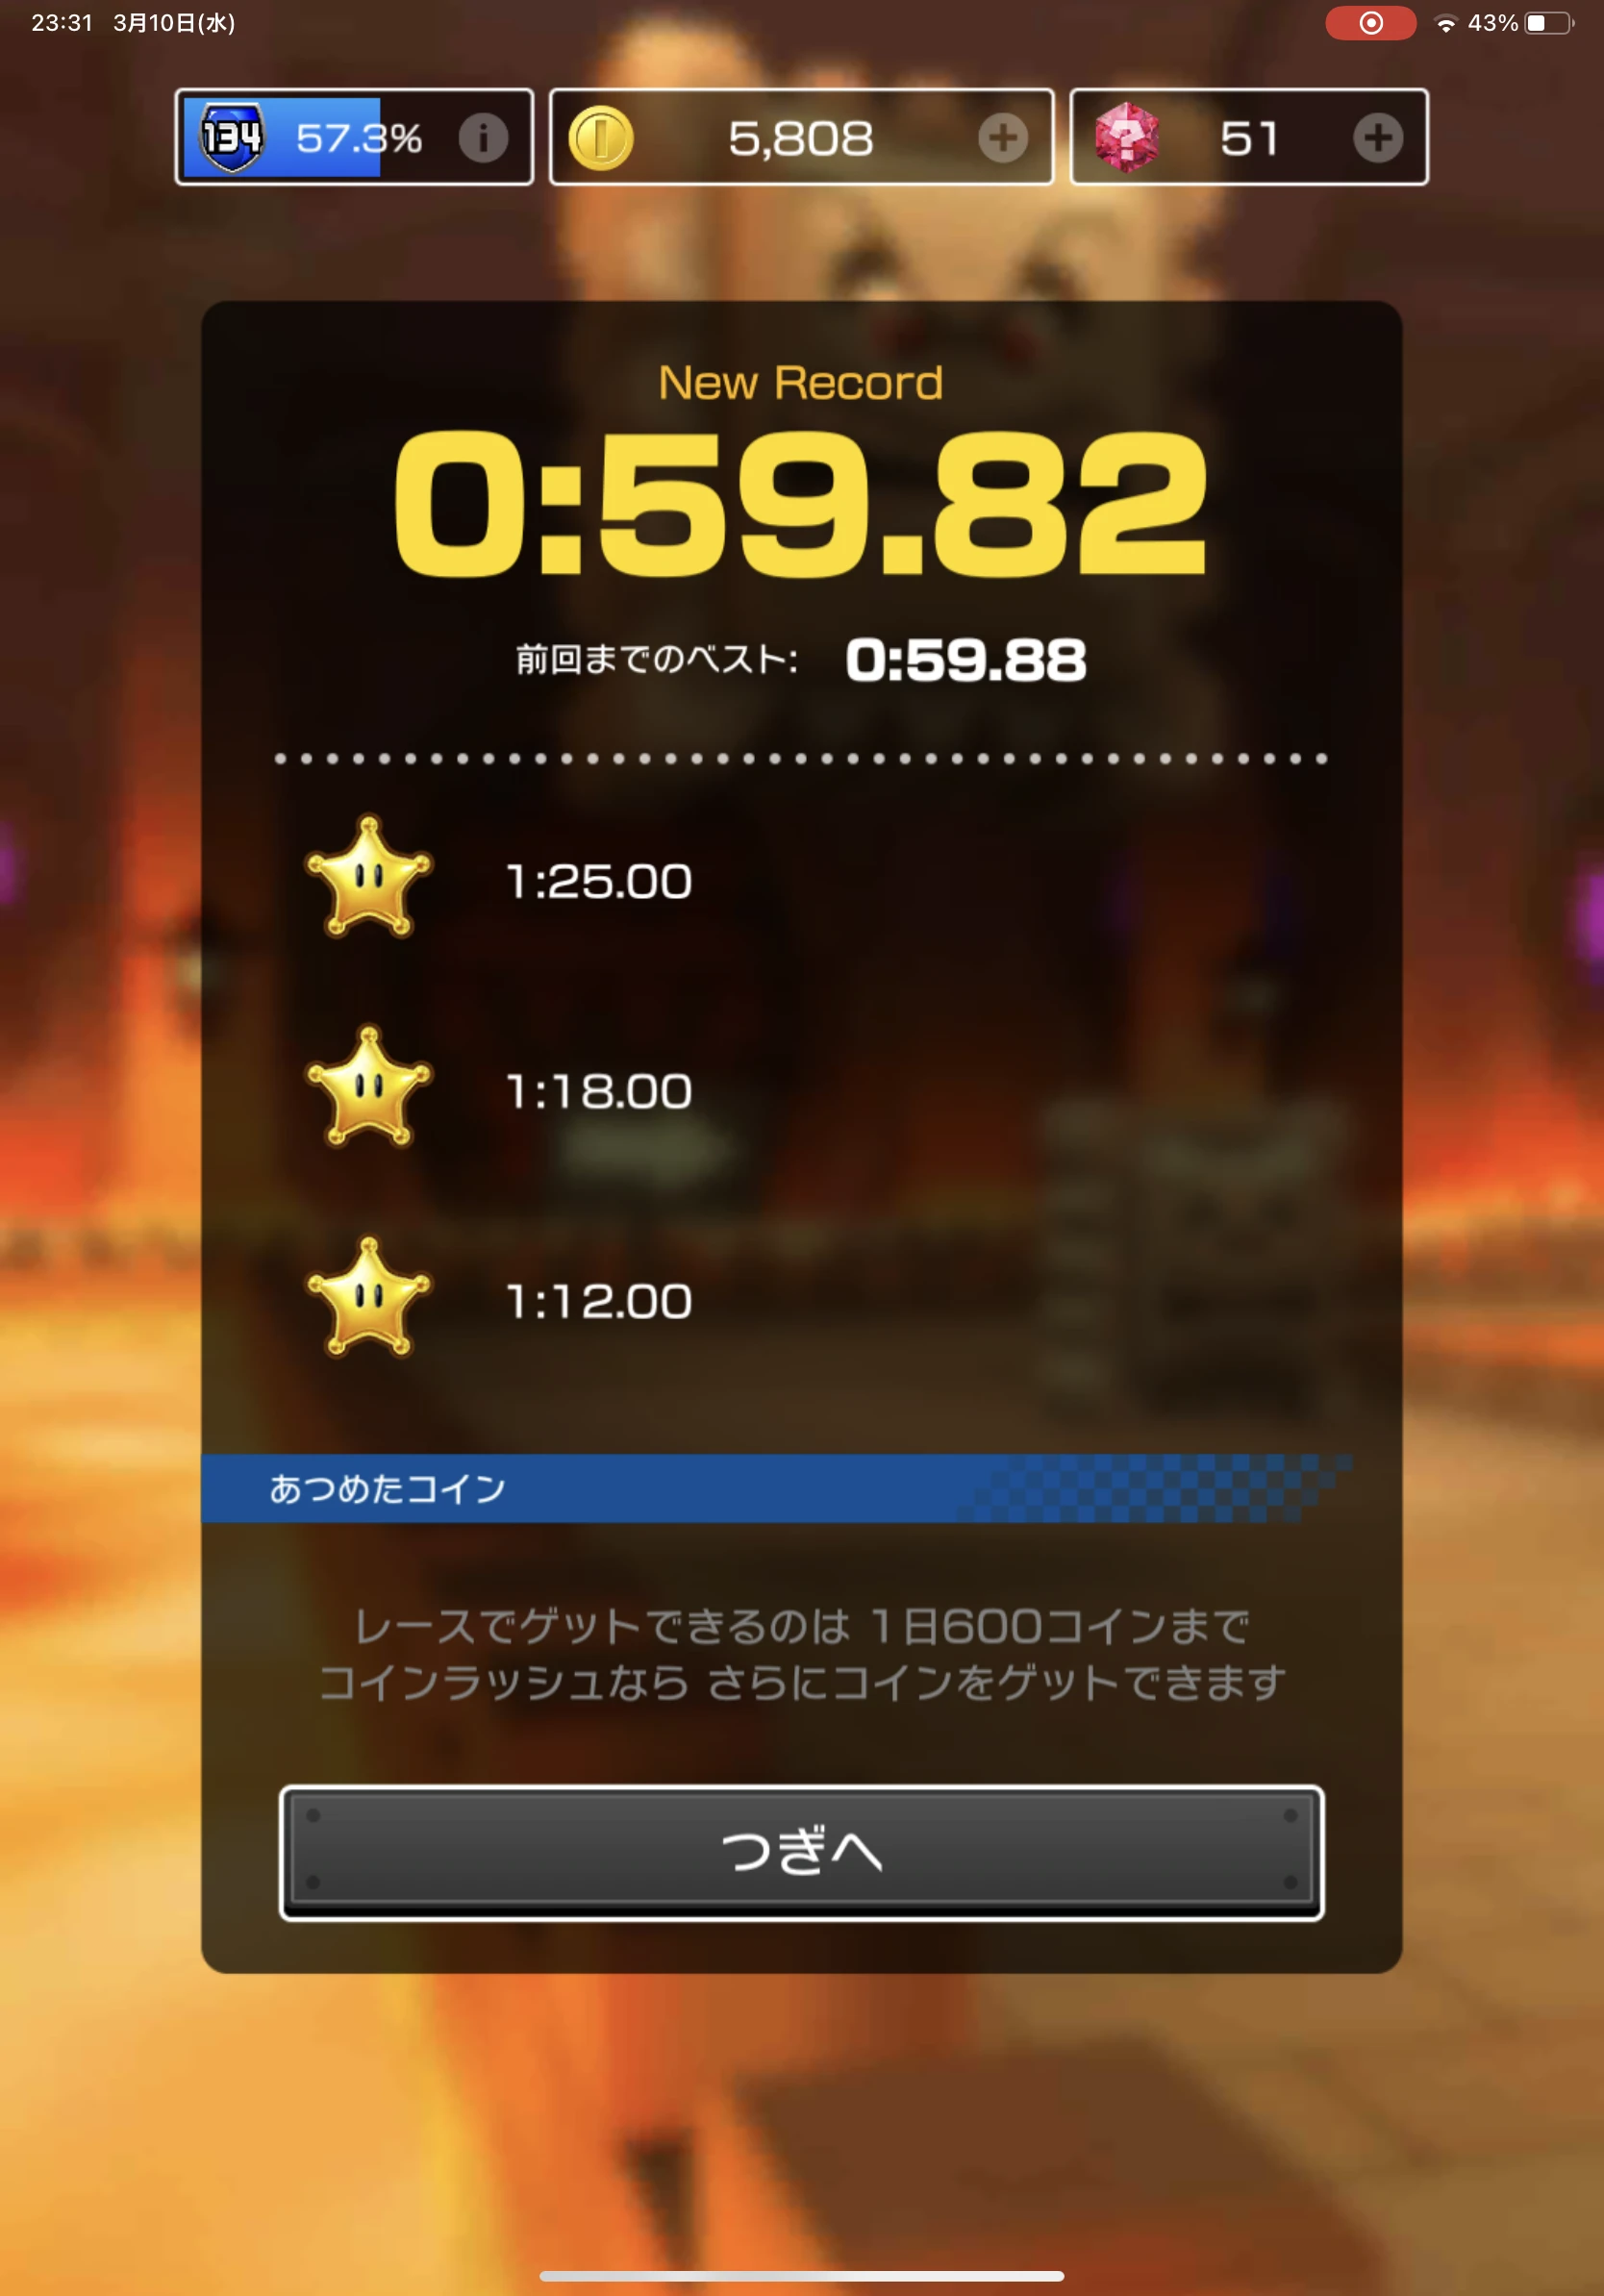 23:31 3月10日(水) 43%
134 57.3% i 5,808 + ? 51 +
New Record
0:59.82
前回までのベスト: 0:59.88
1:25.00
1:18.00
1:12.00
あつめたコイン
レースでゲットできるのは 1日600コインまで
コインラッシュなら さらにコインをゲットできます
つぎへ